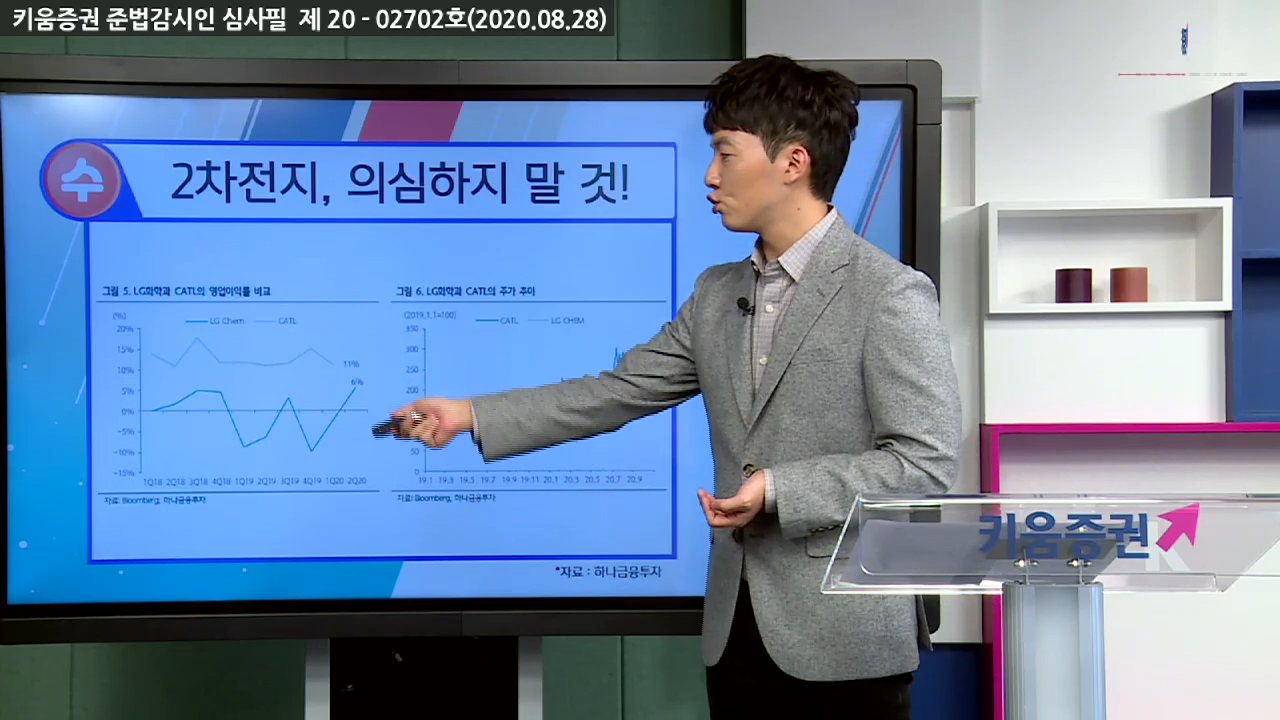 키움증권 준법감시인 심사필 제 20 - 02702호(2020.08.28)
수
2차전지, 의심하지 말 것!
그림 5. LG화학과 CATL의 영업이익률 비교
(%)
LG Chem
CATL
20%
15%
10%
5%
0%
-5%
-10%
-15%
11%
6%
1Q18 2Q18 3Q18 4Q18 1Q19 2Q19 3Q19 4Q19 1Q20 2Q20
자료: Bloomberg, 하나금융투자
그림 6. LG화학과 CATL의 주가 추이
(2019.1.1=100)
CATL
LG CHEM
350
300
250
200
50
0
19.1 19.3 19.5 19.7 19.9 19.11 20.1 20.3 20.5 20.7 20.9
자료: Bloomberg, 하나금융투자
*자료 : 하나금융투자
키움증권